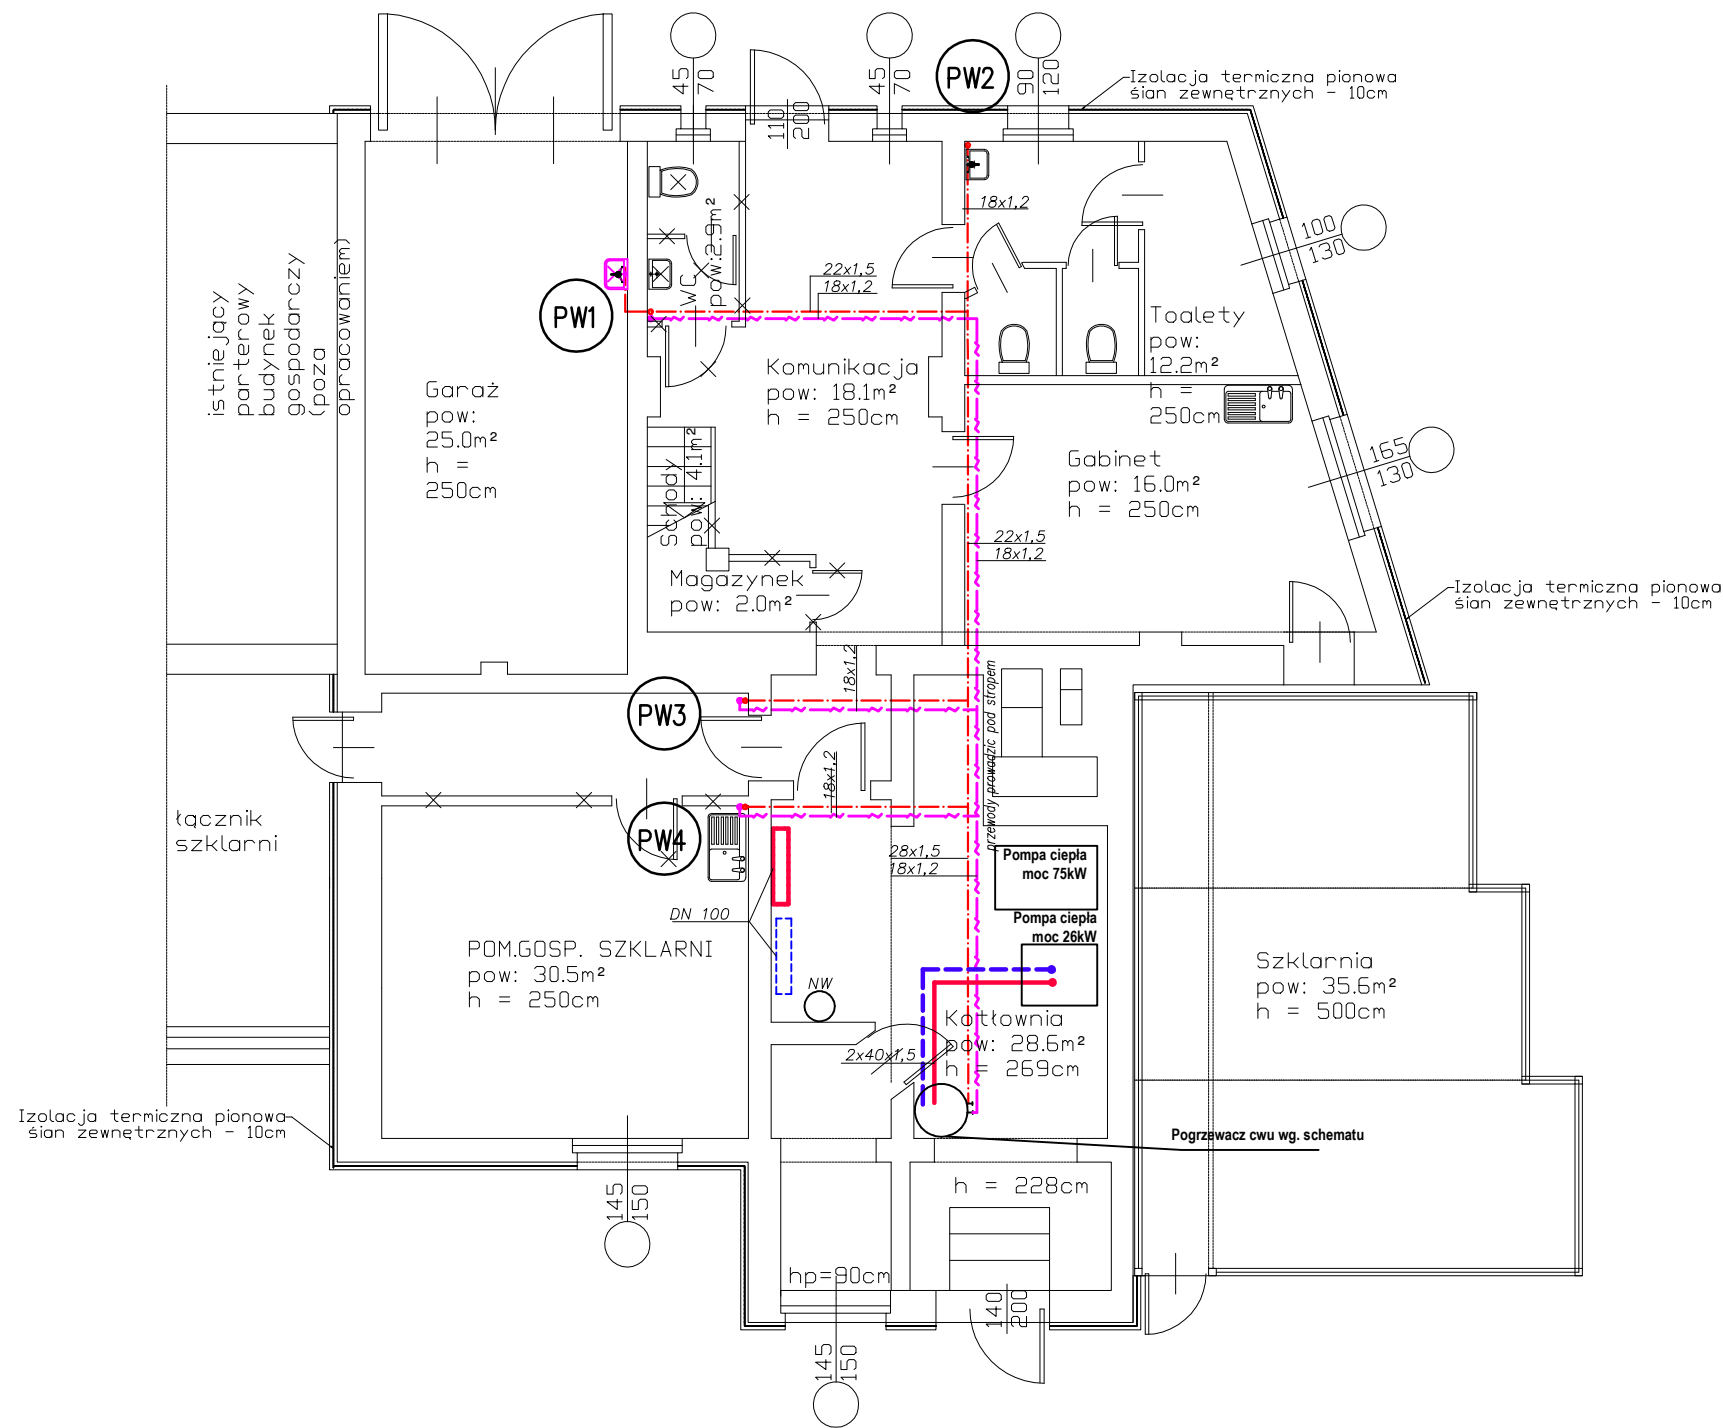 45
70
110
200
45
70
PW2
90
120
Izolacja termiczna pionowa
śian zewnętrznych - 10cm
18x1,2
100
130
WC
pow:2.9m²
22x1,5
18x1,2
PW1
istniejący
parterowy
budynek
gospodarczy
(poza
opracowaniem)
Garaż
pow:
25.0m²
h =
250cm
Komunikacja
pow: 18.1m²
h = 250cm
Toalety
pow:
12.2m²
h =
250cm
165
130
Schody
pow: 4.1m²
Gabinet
pow: 16.0m²
h = 250cm
22x1,5
18x1,2
Magazynek
pow: 2.0m²
Izolacja termiczna pionowa
śian zewnętrznych - 10cm
18x1,2
przewody prowadzic pod stropem
PW3
18x1,2
łącznik
szklarni
PW4
28x1,5
18x1,2
Pompa ciepła
moc 75kW
DN 100
Pompa ciepła
moc 26kW
POM.GOSP. SZKLARNI
pow: 30.5m²
h = 250cm
NW
Szklarnia
pow: 35.6m²
h = 500cm
Kotłownia
pow: 28.6m²
h = 269cm
2x40x1,5
Izolacja termiczna pionowa
śian zewnętrznych - 10cm
Pogrzewacz cwu wg. schematu
h = 228cm
145
150
hp=90cm
140
200
145
150